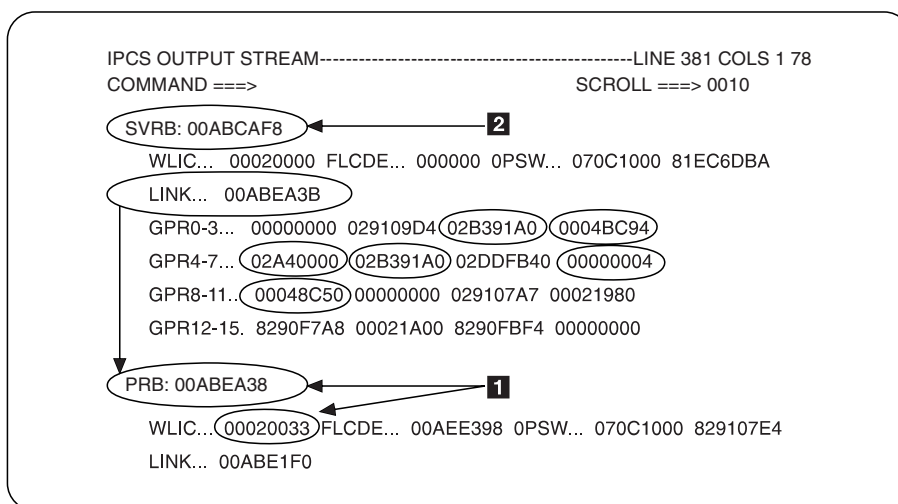 IPCS OUTPUT STREAM------------------------------------------------LINE 381 COLS 1 78
COMMAND ===> SCROLL ===> 0010
SVRB: 00ABCAF8 2
WLIC... 00020000 FLCDE... 000000 0PSW... 070C1000 81EC6DBA
LINK... 00ABEA3B
GPR0-3... 00000000 029109D4 02B391A0 0004BC94
GPR4-7... 02A40000 02B391A0 02DDFB40 00000004
GPR8-11.. 00048C50 00000000 029107A7 00021980
GPR12-15. 8290F7A8 00021A00 8290FBF4 00000000
PRB: 00ABEA38 1
WLIC... 00020033 FLCDE... 00AEE398 0PSW... 070C1000 829107E4
LINK... 00ABE1F0